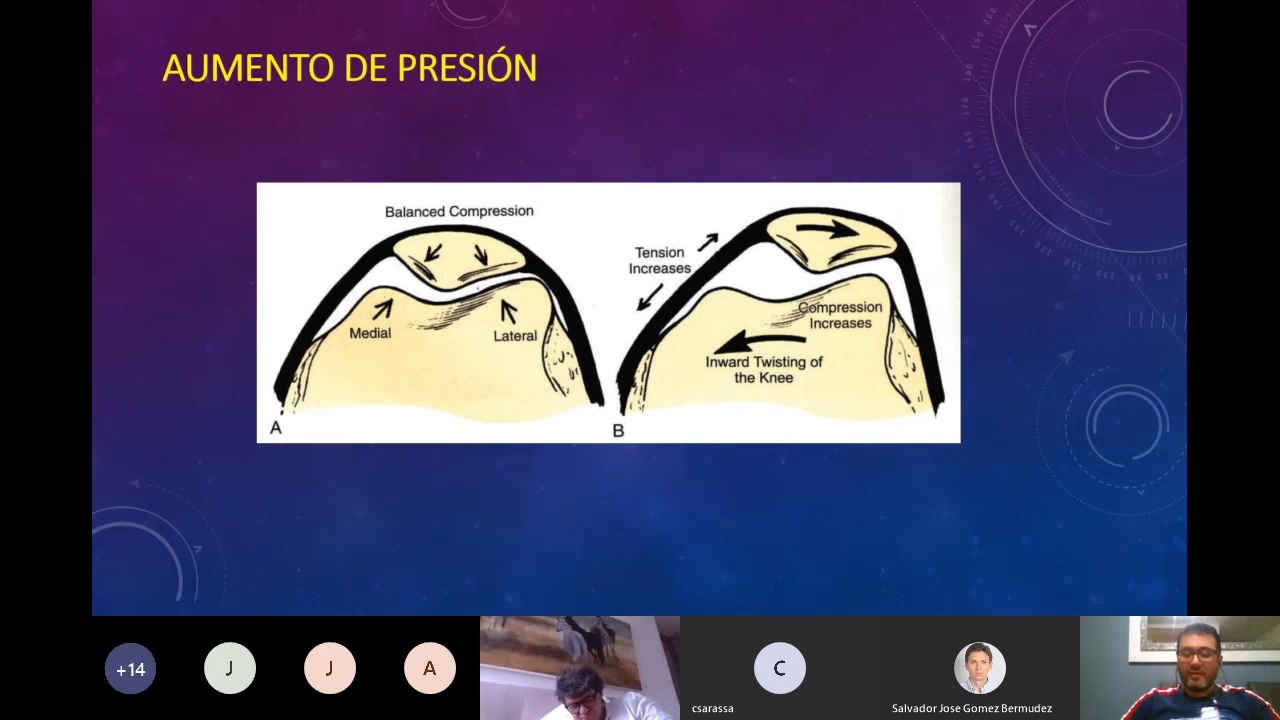 AUMENTO DE PRESIÓN
Balanced Compression
Medial
Lateral
A
Tension
Increases
Compression
Increases
Inward Twisting of
the Knee
B
+14
J
J
A
C
csarassa
Salvador Jose Gomez Bermudez